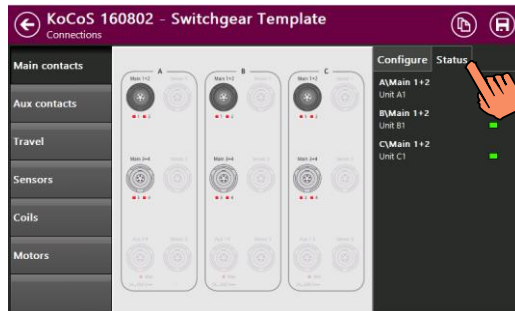 KoCoS 160802 - Switchgear Template
Connections
Main contacts
Aux contacts
Travel
Sensors
Coils
Motors
A
B
C
Main 1+2
Main 1+2
Main 1+2
Main 3+4
Main 3+4
Main 3+4
Configure
Status
A\Main 1+2
Unit A1
B\Main 1+2
Unit B1
C\Main 1+2
Unit C1